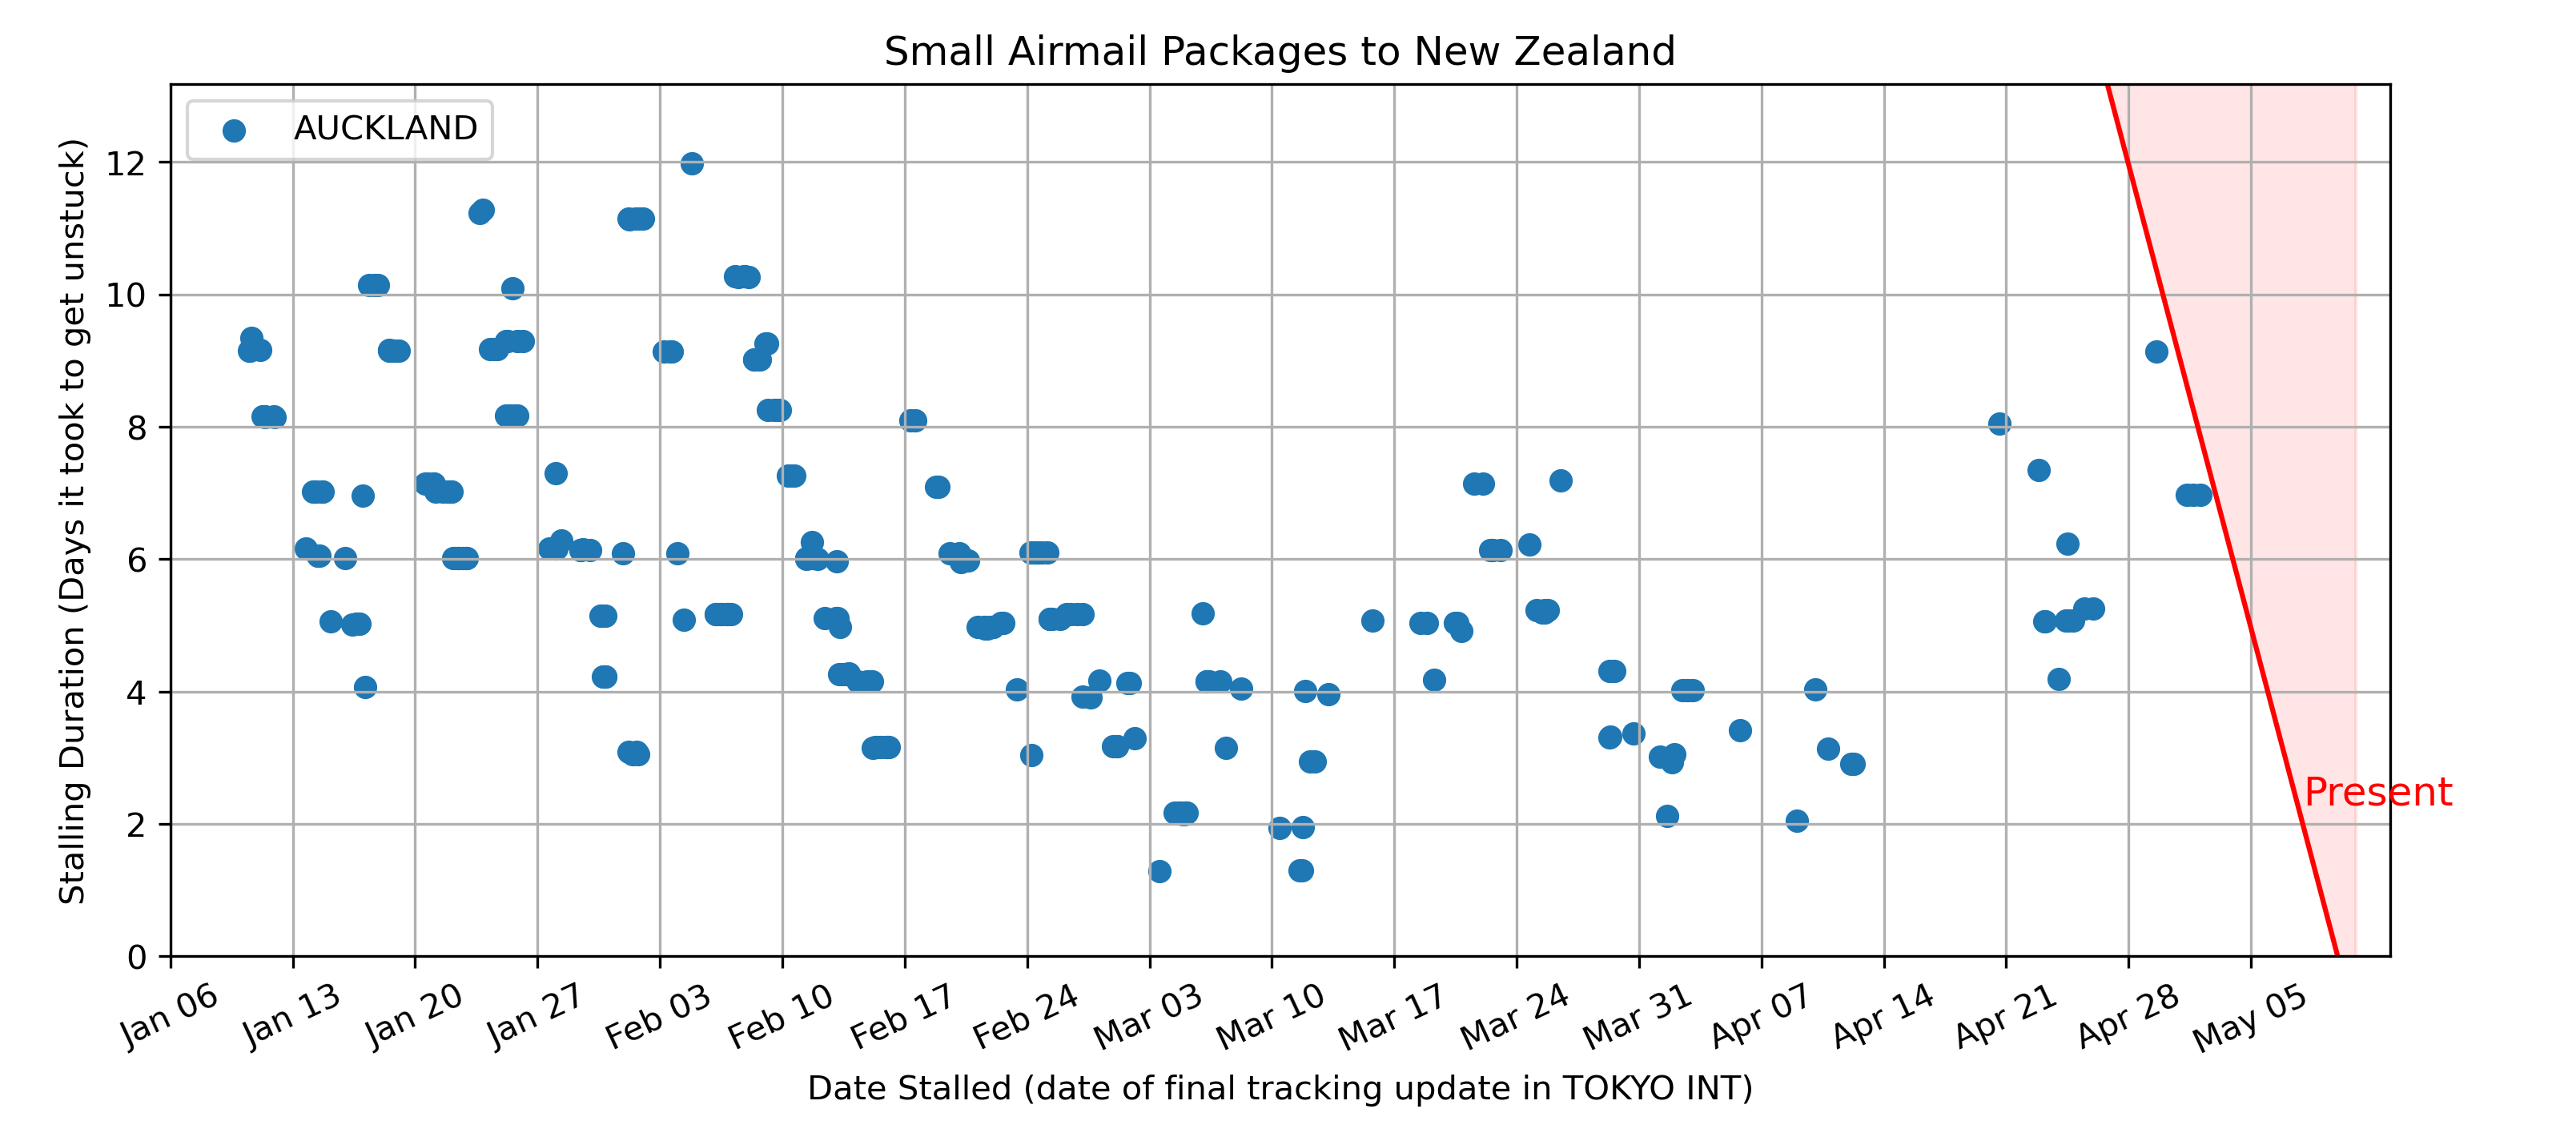 Small Airmail Packages to New Zealand
AUCKLAND
Stalling Duration (Days it took to get unstuck)
12
10
8
6
4
2
0
Present
Jan 06
Jan 13
Jan 20
Jan 27
Feb 03
Feb 10
Feb 17
Feb 24
Mar 03
Mar 10
Mar 17
Mar 24
Mar 31
Apr 07
Apr 14
Apr 21
Apr 28
May 05
Date Stalled (date of final tracking update in TOKYO INT)